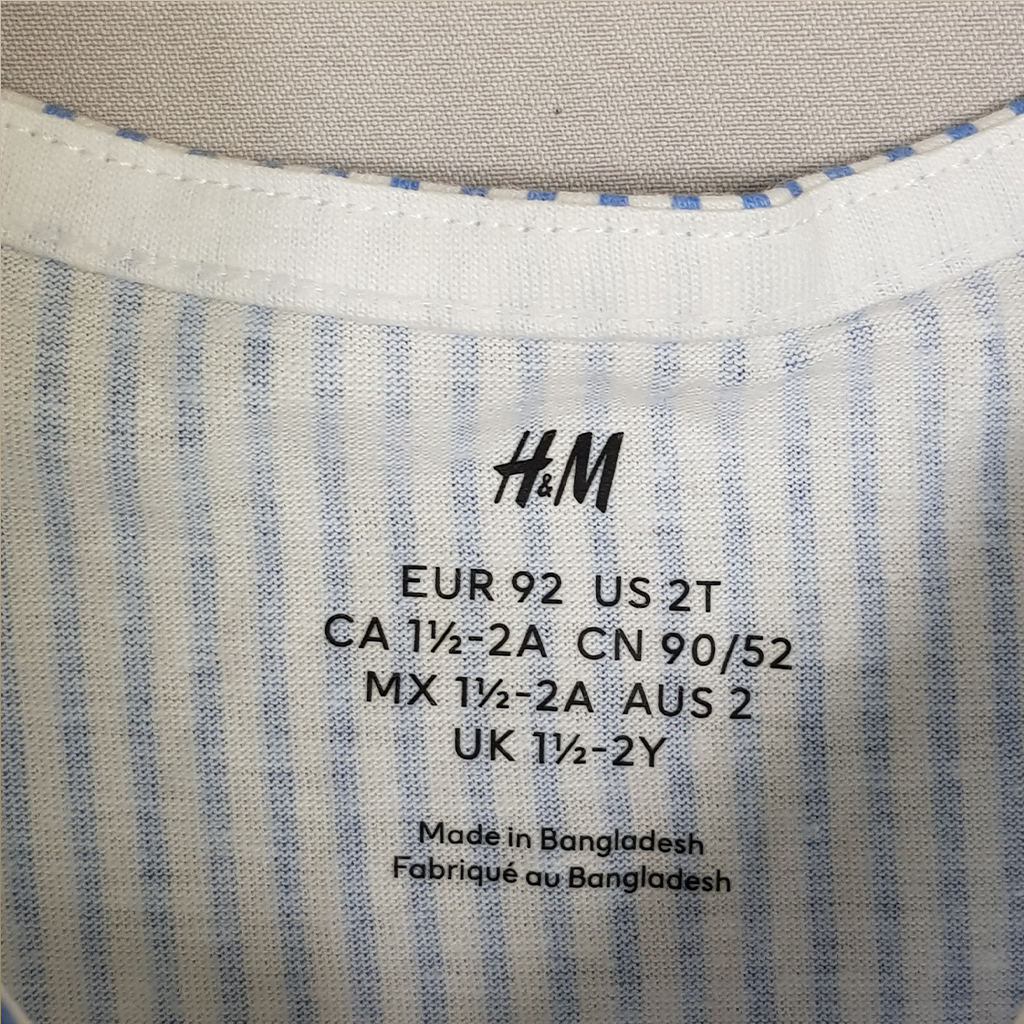 H&M
EUR 92 US 2T
CA 1½-2A CN 90/52
MX 1½-2A AUS 2
UK 1½-2Y
Made in Bangladesh
Fabriqué au Bangladesh